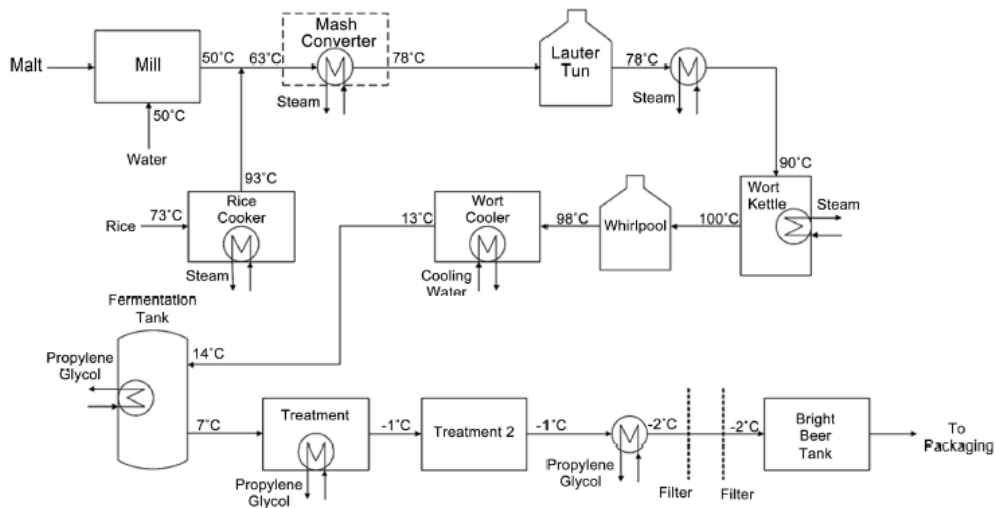 Malt
Mill
50°C
63°C
Mash
Converter
78°C
Steam
Lauter
Tun
78°C
Steam
50°C
Water
93°C
90°C
Rice
73°C
Rice
Cooker
Steam
13°C
Wort
Cooler
Cooling
Water
98°C
Whirlpool
100°C
Wort
Kettle
Steam
Fermentation
Tank
14°C
Propylene
Glycol
7°C
Treatment
Propylene
Glycol
-1°C
Treatment 2
-1°C
Propylene
Glycol
-2°C
Filter
Filter
-2°C
Bright
Beer
Tank
To
Packaging